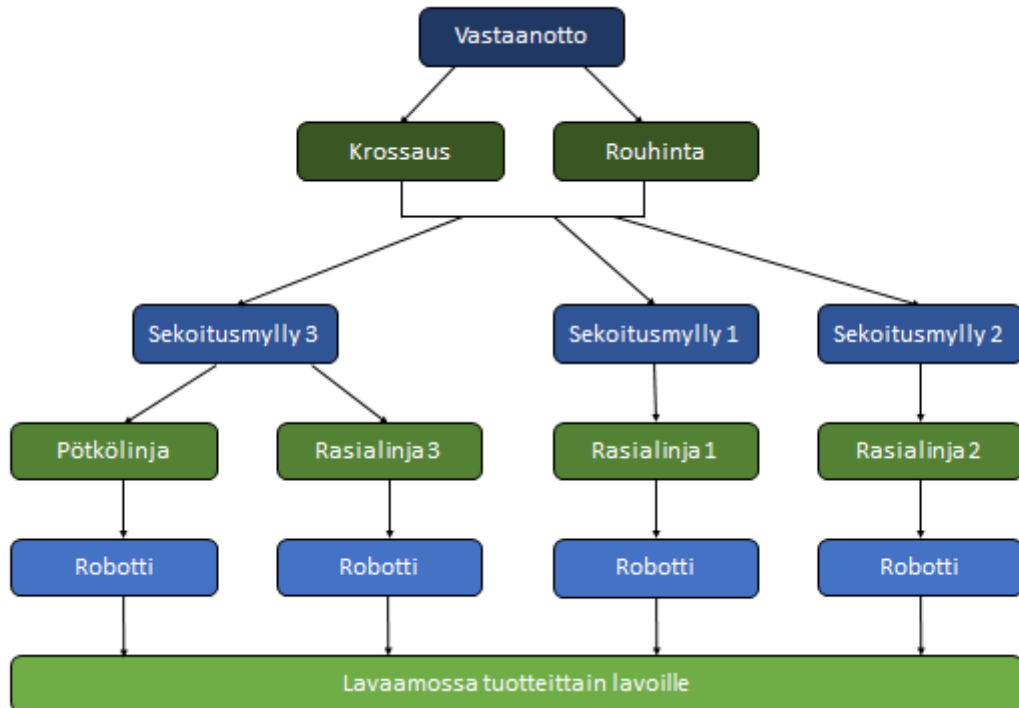 Vastaanotto
Krossaus
Rouhinta
Sekoitusmylly 3
Sekoitusmylly 1
Sekoitusmylly 2
Pötkölinja
Rasialinja 3
Rasialinja 1
Rasialinja 2
Robotti
Robotti
Robotti
Robotti
Lavaamossa tuotteittain lavoille